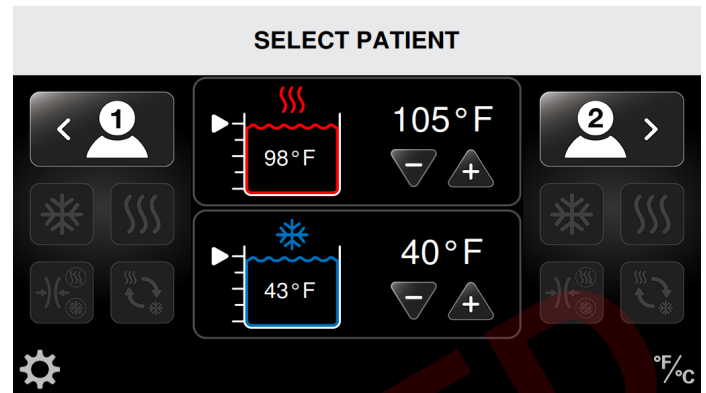 SELECT PATIENT
1
105°F
2
98°F
− +
40°F
43°F
− +
°F/°C